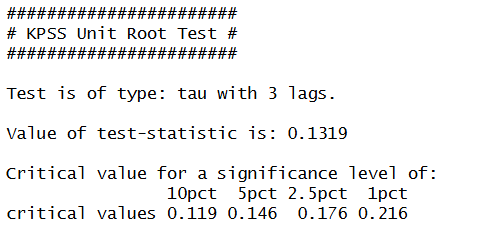 #######################
# KPSS Unit Root Test #
#######################
Test is of type: tau with 3 lags.
Value of test-statistic is: 0.1319
Critical value for a significance level of:
10pct 5pct 2.5pct 1pct
critical values 0.119 0.146 0.176 0.216